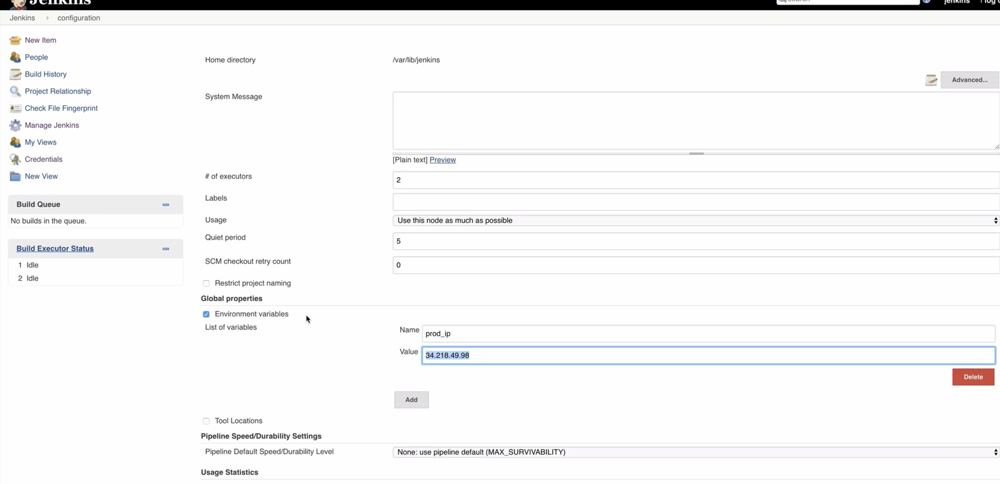 Jenkins
search
jenkins
log
Jenkins configuration
New Item
People
Build History
Project Relationship
Check File Fingerprint
Manage Jenkins
My Views
Credentials
New View
Build Queue
No builds in the queue.
Build Executor Status
1 Idle
2 Idle
Home directory /var/lib/jenkins
Advanced...
System Message
[Plain text] Preview
# of executors 2
Labels
Usage Use this node as much as possible
Quiet period 5
SCM checkout retry count 0
Restrict project naming
Global properties
Environment variables
List of variables
Name prod_ip
Value 34.218.49.98
Delete
Add
Tool Locations
Pipeline Speed/Durability Settings
Pipeline Default Speed/Durability Level None: use pipeline default (MAX_SURVIVABILITY)
Usage Statistics